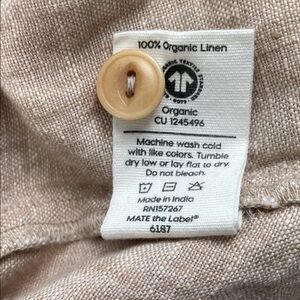 100% Organic Linen
Organic
CU 1245496
Machine wash cold
with like colors. Tumble
dry low or lay flat to dry.
Do not bleach.
Made in India
RN157267
MATE the Label®
6187